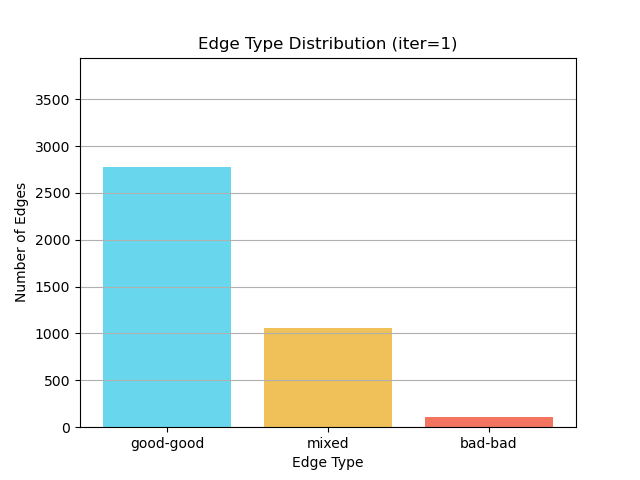 Edge Type Distribution (iter=1)
Number of Edges
3500
3000
2500
2000
1500
1000
500
0
good-good
mixed
bad-bad
Edge Type